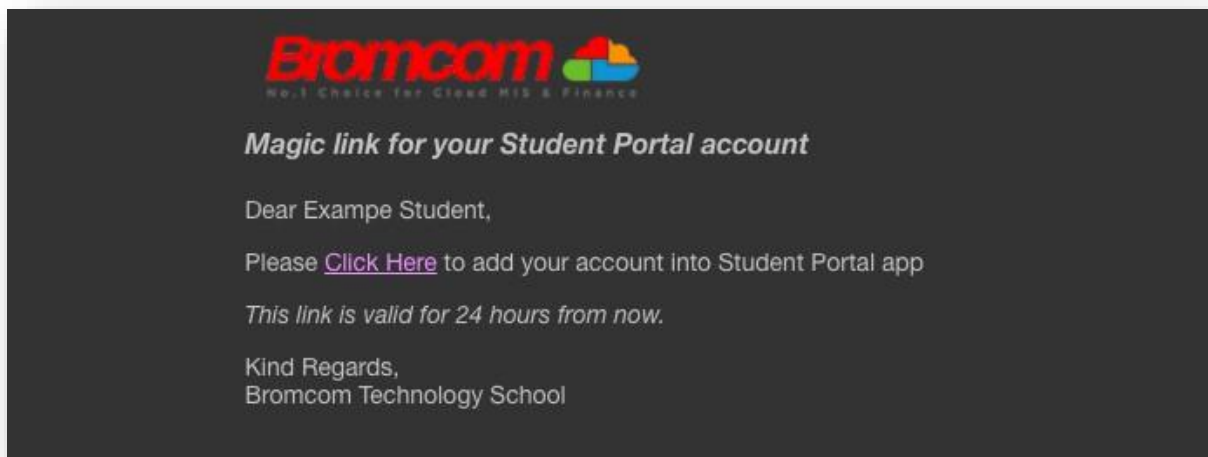 Bromcom
No.1 Choice for Cloud MIS & Finance
Magic link for your Student Portal account
Dear Exampe Student,
Please Click Here to add your account into Student Portal app
This link is valid for 24 hours from now.
Kind Regards,
Bromcom Technology School